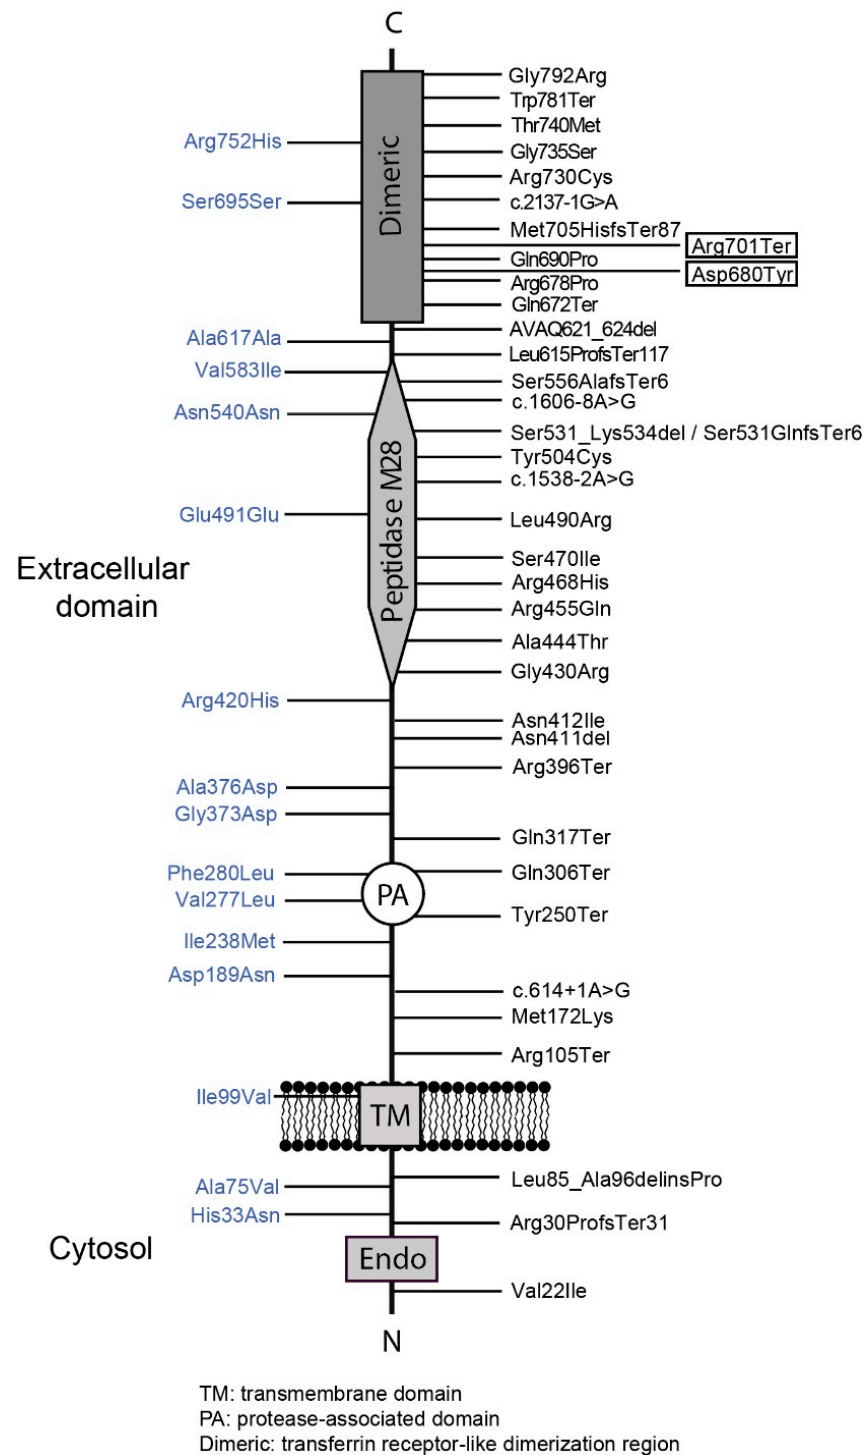 C
Gly792Arg
Trp781Ter
Thr740Met
Arg752His
Gly735Ser
Arg730Cys
Ser695Ser
c.2137-1G>A
Dimeric
Met705HisfsTer87
Arg701Ter
Gln690Pro
Asp680Tyr
Arg678Pro
Gln672Ter
AVAQ621_624del
Ala617Ala
Leu615ProfsTer117
Val583Ile
Ser556AlafsTer6
c.1606-8A>G
Asn540Asn
Ser531_Lys534del / Ser531GlnfsTer6
Tyr504Cys
c.1538-2A>G
Peptidase M28
Glu491Glu
Leu490Arg
Ser470Ile
Extracellular
domain
Arg468His
Arg455Gln
Ala444Thr
Gly430Arg
Arg420His
Asn412Ile
Asn411del
Arg396Ter
Ala376Asp
Gly373Asp
Gln317Ter
Phe280Leu
Gln306Ter
PA
Val277Leu
Tyr250Ter
Ile238Met
Asp189Asn
c.614+1A>G
Met172Lys
Arg105Ter
Ile99Val
TM
Leu85_Ala96delinsPro
Ala75Val
His33Asn
Arg30ProfsTer31
Cytosol
Endo
Val22Ile
N
TM: transmembrane domain
PA: protease-associated domain
Dimeric: transferrin receptor-like dimerization region